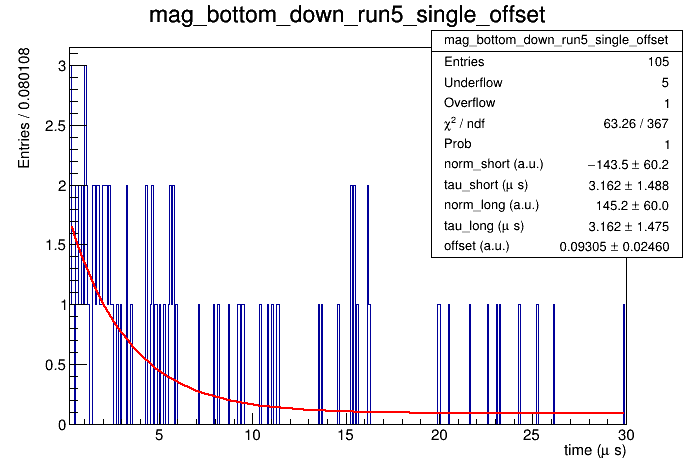 mag_bottom_down_run5_single_offset
mag_bottom_down_run5_single_offset
Entries 105
Underflow 5
Overflow 1
χ² / ndf 63.26 / 367
Prob 1
norm_short (a.u.) −143.5 ± 60.2
tau_short (μ s) 3.162 ± 1.488
norm_long (a.u.) 145.2 ± 60.0
tau_long (μ s) 3.162 ± 1.475
offset (a.u.) 0.09305 ± 0.02460
Entries / 0.080108
3
2.5
2
1.5
1
0.5
0
5 10 15 20 25 30
time (μ s)